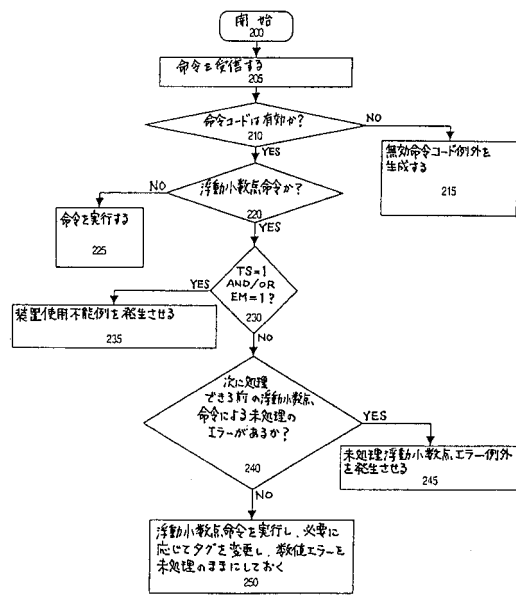 開始
200
命令を受信する
205
命令コードは有効か?
210
NO
YES
無効命令コード例外を
生成する
215
浮動小数点命令か?
220
NO
YES
命令を実行する
225
TS=1
AND/OR
EM=1?
230
YES
NO
装置使用不能例を発生させる
235
次に処理
できる前の浮動小数点
命令による未処理の
エラーがあるか?
240
YES
NO
未処理浮動小数点エラー例外
を発生させる
245
浮動小数点命令を実行し、必要に
応じてタグを変更し、数値エラーを
未処理のままにしておく
250